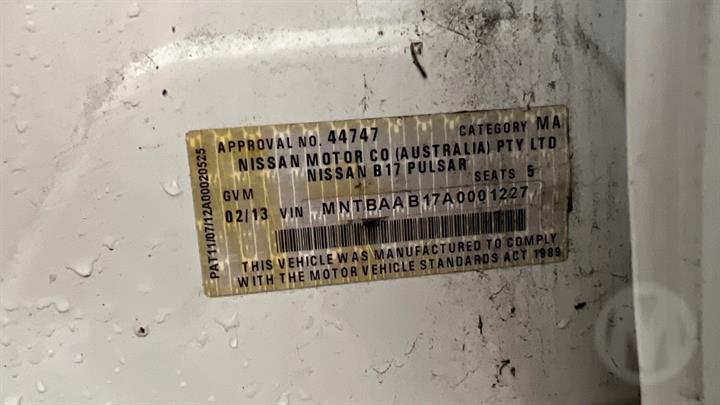 APPROVAL NO. 44747 CATEGORY MA
NISSAN MOTOR CO (AUSTRALIA) PTY LTD
NISSAN B17 PULSAR
GVM SEATS 5
02/13 VIN MNTBAAB17A0001227
THIS VEHICLE WAS MANUFACTURED TO COMPLY
WITH THE MOTOR VEHICLE STANDARDS ACT 1989
PAT11/07/12A00020525
M